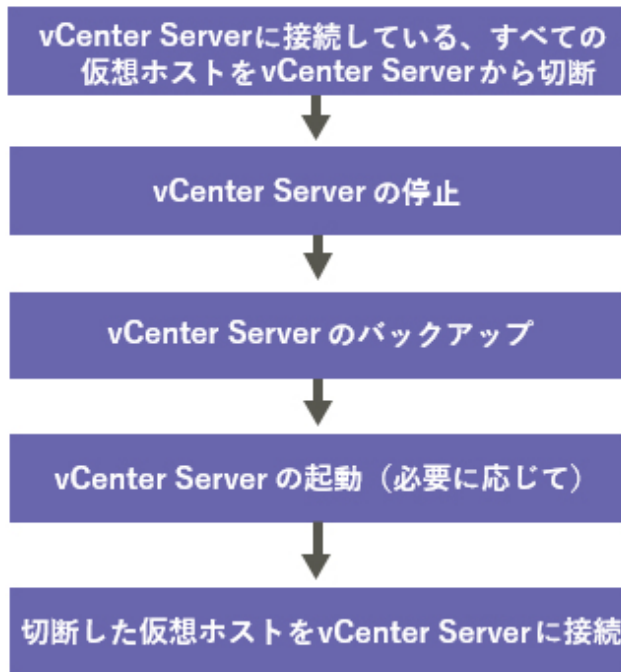 vCenter Serverに接続している、すべての
仮想ホストをvCenter Serverから切断
vCenter Server の停止
vCenter Server のバックアップ
vCenter Server の起動（必要に応じて）
切断した仮想ホストをvCenter Serverに接続